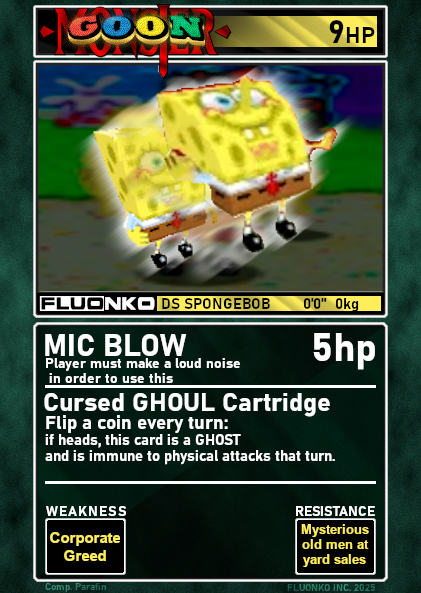 MONSTER
GOON
9HP
FLUONKO DS SPONGEBOB 0'0" 0kg
MIC BLOW 5hp
Player must make a loud noise
in order to use this
Cursed GHOUL Cartridge
Flip a coin every turn:
if heads, this card is a GHOST
and is immune to physical attacks that turn.
WEAKNESS RESISTANCE
Corporate
Greed
Mysterious
old men at
yard sales
Comp. Parafin FLUONKO INC. 2025